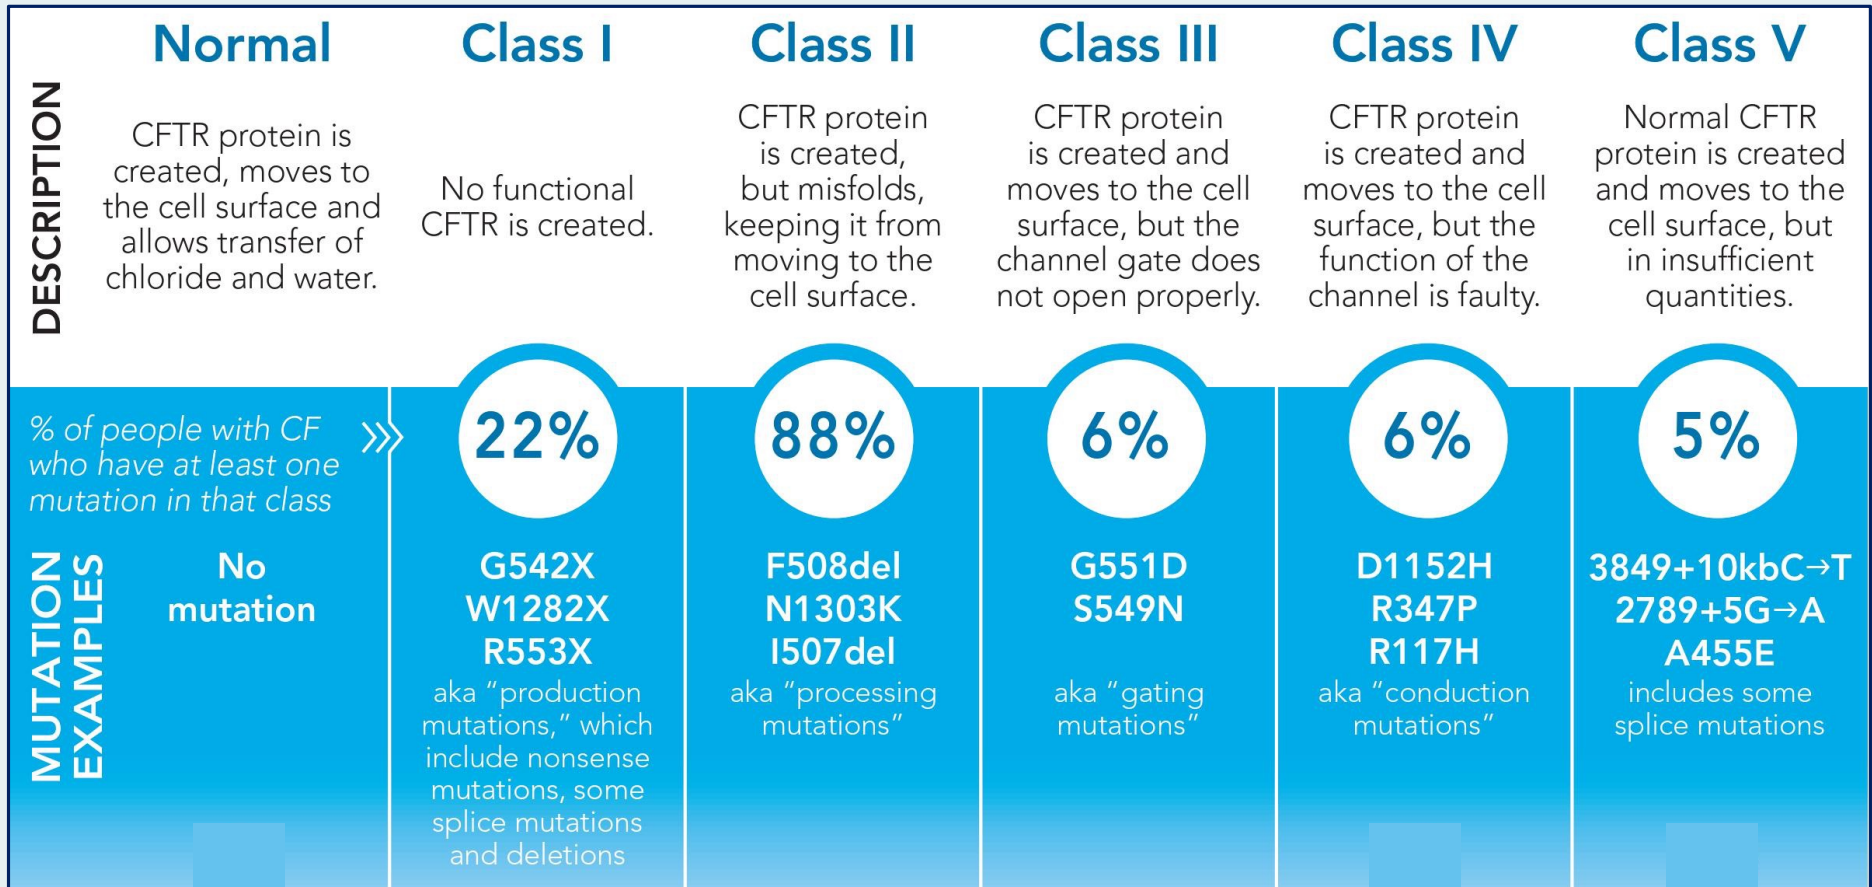 Normal
Class I
Class II
Class III
Class IV
Class V
DESCRIPTION
CFTR protein is
created, moves to
the cell surface and
allows transfer of
chloride and water.
No functional
CFTR is created.
CFTR protein
is created,
but misfolds,
keeping it from
moving to the
cell surface.
CFTR protein
is created and
moves to the cell
surface, but the
channel gate does
not open properly.
CFTR protein
is created and
moves to the cell
surface, but the
function of the
channel is faulty.
Normal CFTR
protein is created
and moves to the
cell surface, but
in insufficient
quantities.
% of people with CF
who have at least one
mutation in that class
22%
88%
6%
6%
5%
MUTATION
EXAMPLES
No
mutation
G542X
W1282X
R553X
aka “production
mutations,” which
include nonsense
mutations, some
splice mutations
and deletions
F508del
N1303K
I507del
aka “processing
mutations”
G551D
S549N
aka “gating
mutations”
D1152H
R347P
R117H
aka “conduction
mutations”
3849+10kbC→T
2789+5G→A
A455E
includes some
splice mutations